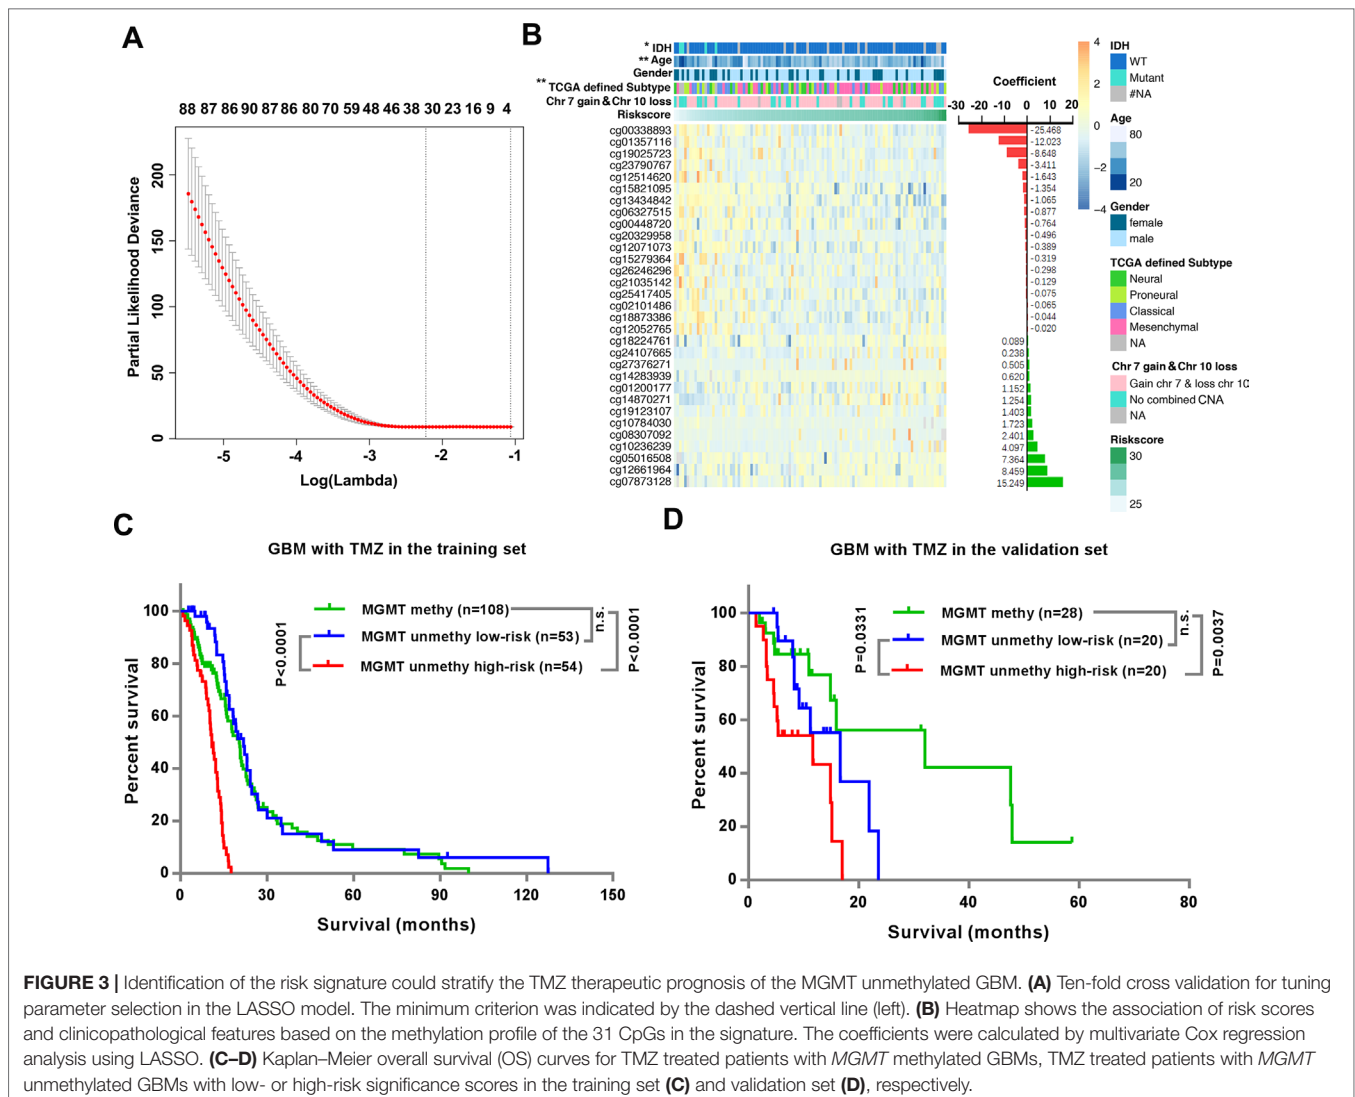 A
88 87 86 90 87 86 80 70 59 48 46 38 30 23 16 9 4
Partial Likelihood Deviance
200
150
100
50
0
-5 -4 -3 -2 -1
Log(Lambda)
B
* IDH
** Age
Gender
** TCGA defined Subtype
Chr 7 gain & Chr 10 loss
Riskscore
cg00338893
cg01357116
cg19025723
cg23790767
cg12514620
cg15821095
cg13434842
cg06327515
cg00448720
cg20329958
cg12071073
cg15279364
cg26246296
cg21035142
cg25417405
cg02101486
cg18873386
cg12052765
cg18224761
cg24107665
cg27376271
cg14283939
cg01200177
cg14870271
cg19123107
cg10784030
cg08307092
cg10236239
cg05016508
cg12661964
cg07873128
Coefficient
-30 -20 -10 0 10 20
-25.468
-12.023
-8.648
-3.411
-1.643
-1.354
-1.065
-0.877
-0.764
-0.496
-0.389
-0.319
-0.298
-0.129
-0.075
-0.065
-0.044
-0.020
0.089
0.238
0.505
0.620
1.152
1.254
1.403
1.723
2.401
4.097
7.364
8.459
15.249
4
2
0
−2
−4
IDH
WT
Mutant
#NA
Age
80
20
Gender
female
male
TCGA defined Subtype
Neural
Proneural
Classical
Mesenchymal
NA
Chr 7 gain & Chr 10 loss
Gain chr 7 & loss chr 10
No combined CNA
NA
Riskscore
30
25
C
GBM with TMZ in the training set
Percent survival
100
80
60
40
20
0
0 30 60 90 120 150
Survival (months)
MGMT methy (n=108)
MGMT unmethy low-risk (n=53)
MGMT unmethy high-risk (n=54)
P<0.0001
n.s.
P<0.0001
D
GBM with TMZ in the validation set
Percent survival
100
80
60
40
20
0
0 20 40 60 80
Survival (months)
MGMT methy (n=28)
MGMT unmethy low-risk (n=20)
MGMT unmethy high-risk (n=20)
P=0.0331
n.s.
P=0.0037
FIGURE 3 | Identification of the risk signature could stratify the TMZ therapeutic prognosis of the MGMT unmethylated GBM. (A) Ten-fold cross validation for tuning
parameter selection in the LASSO model. The minimum criterion was indicated by the dashed vertical line (left). (B) Heatmap shows the association of risk scores
and clinicopathological features based on the methylation profile of the 31 CpGs in the signature. The coefficients were calculated by multivariate Cox regression
analysis using LASSO. (C–D) Kaplan–Meier overall survival (OS) curves for TMZ treated patients with MGMT methylated GBMs, TMZ treated patients with MGMT
unmethylated GBMs with low- or high-risk significance scores in the training set (C) and validation set (D), respectively.